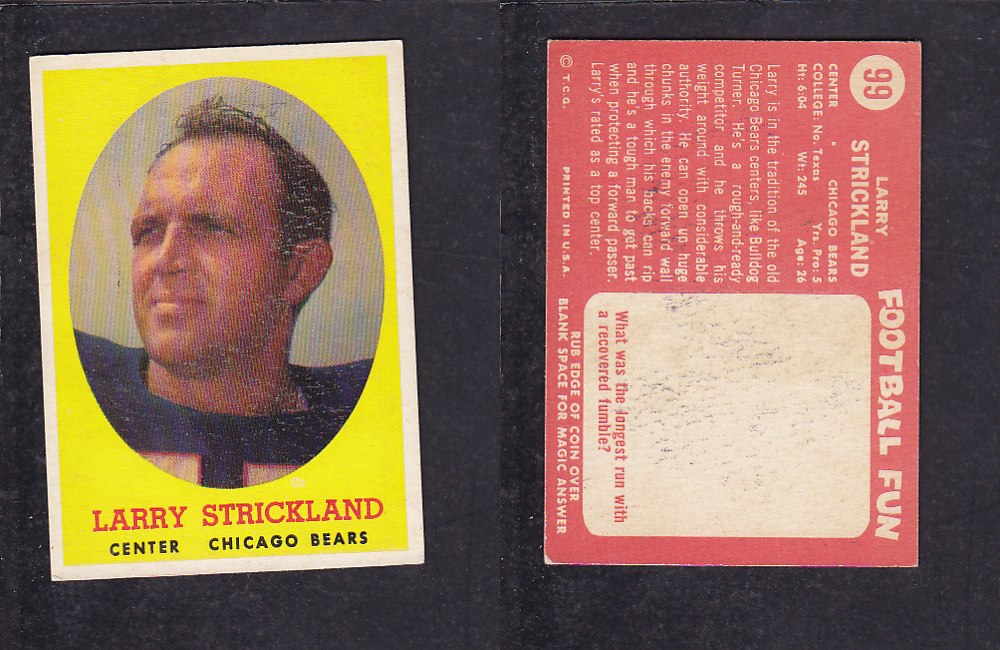 LARRY STRICKLAND
CENTER CHICAGO BEARS
99
LARRY
STRICKLAND
CENTER • CHICAGO BEARS
COLLEGE: No. Texas Yrs. Pro: 5
Ht: 6:04 Wt: 245 Age: 26
Larry is in the tradition of the old
Chicago Bears centers, like Bulldog
Turner. He's a rough-and-ready
competitor and he throws his
weight around with considerable
authority. He can open up huge
chunks in the enemy forward wall
through which his backs can rip
and he's a tough man to get past
when protecting a forward passer.
Larry's rated as a top center.
© T.C.G. PRINTED IN U.S.A.
FOOTBALL FUN
What was the longest run with
a recovered fumble?
RUB EDGE OF COIN OVER
BLANK SPACE FOR MAGIC ANSWER